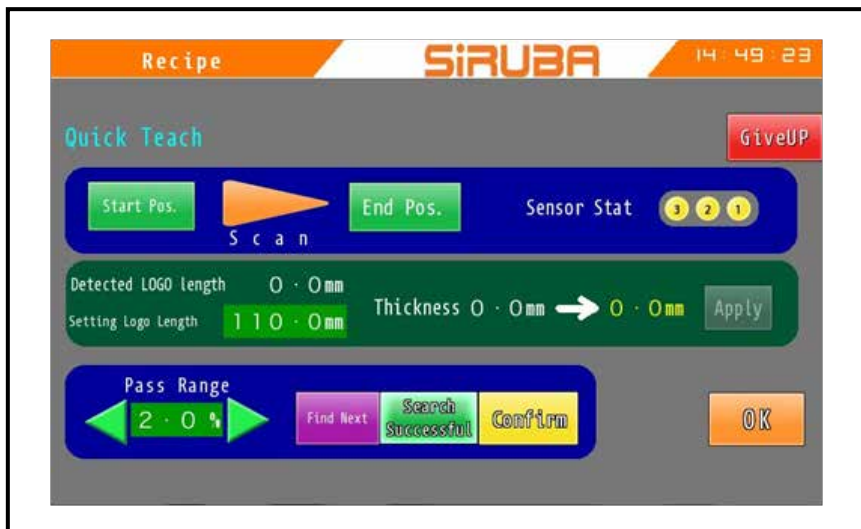 Recipe
SiRUBA
14:49:23
Quick Teach
GiveUP
Start Pos.
Scan
End Pos.
Sensor Stat
3 2 1
Detected LOGO length 0.0mm
Setting Logo Length 110.0mm
Thickness 0.0mm → 0.0mm
Apply
Pass Range
2.0%
Find Next
Search
Successful
Confirm
OK